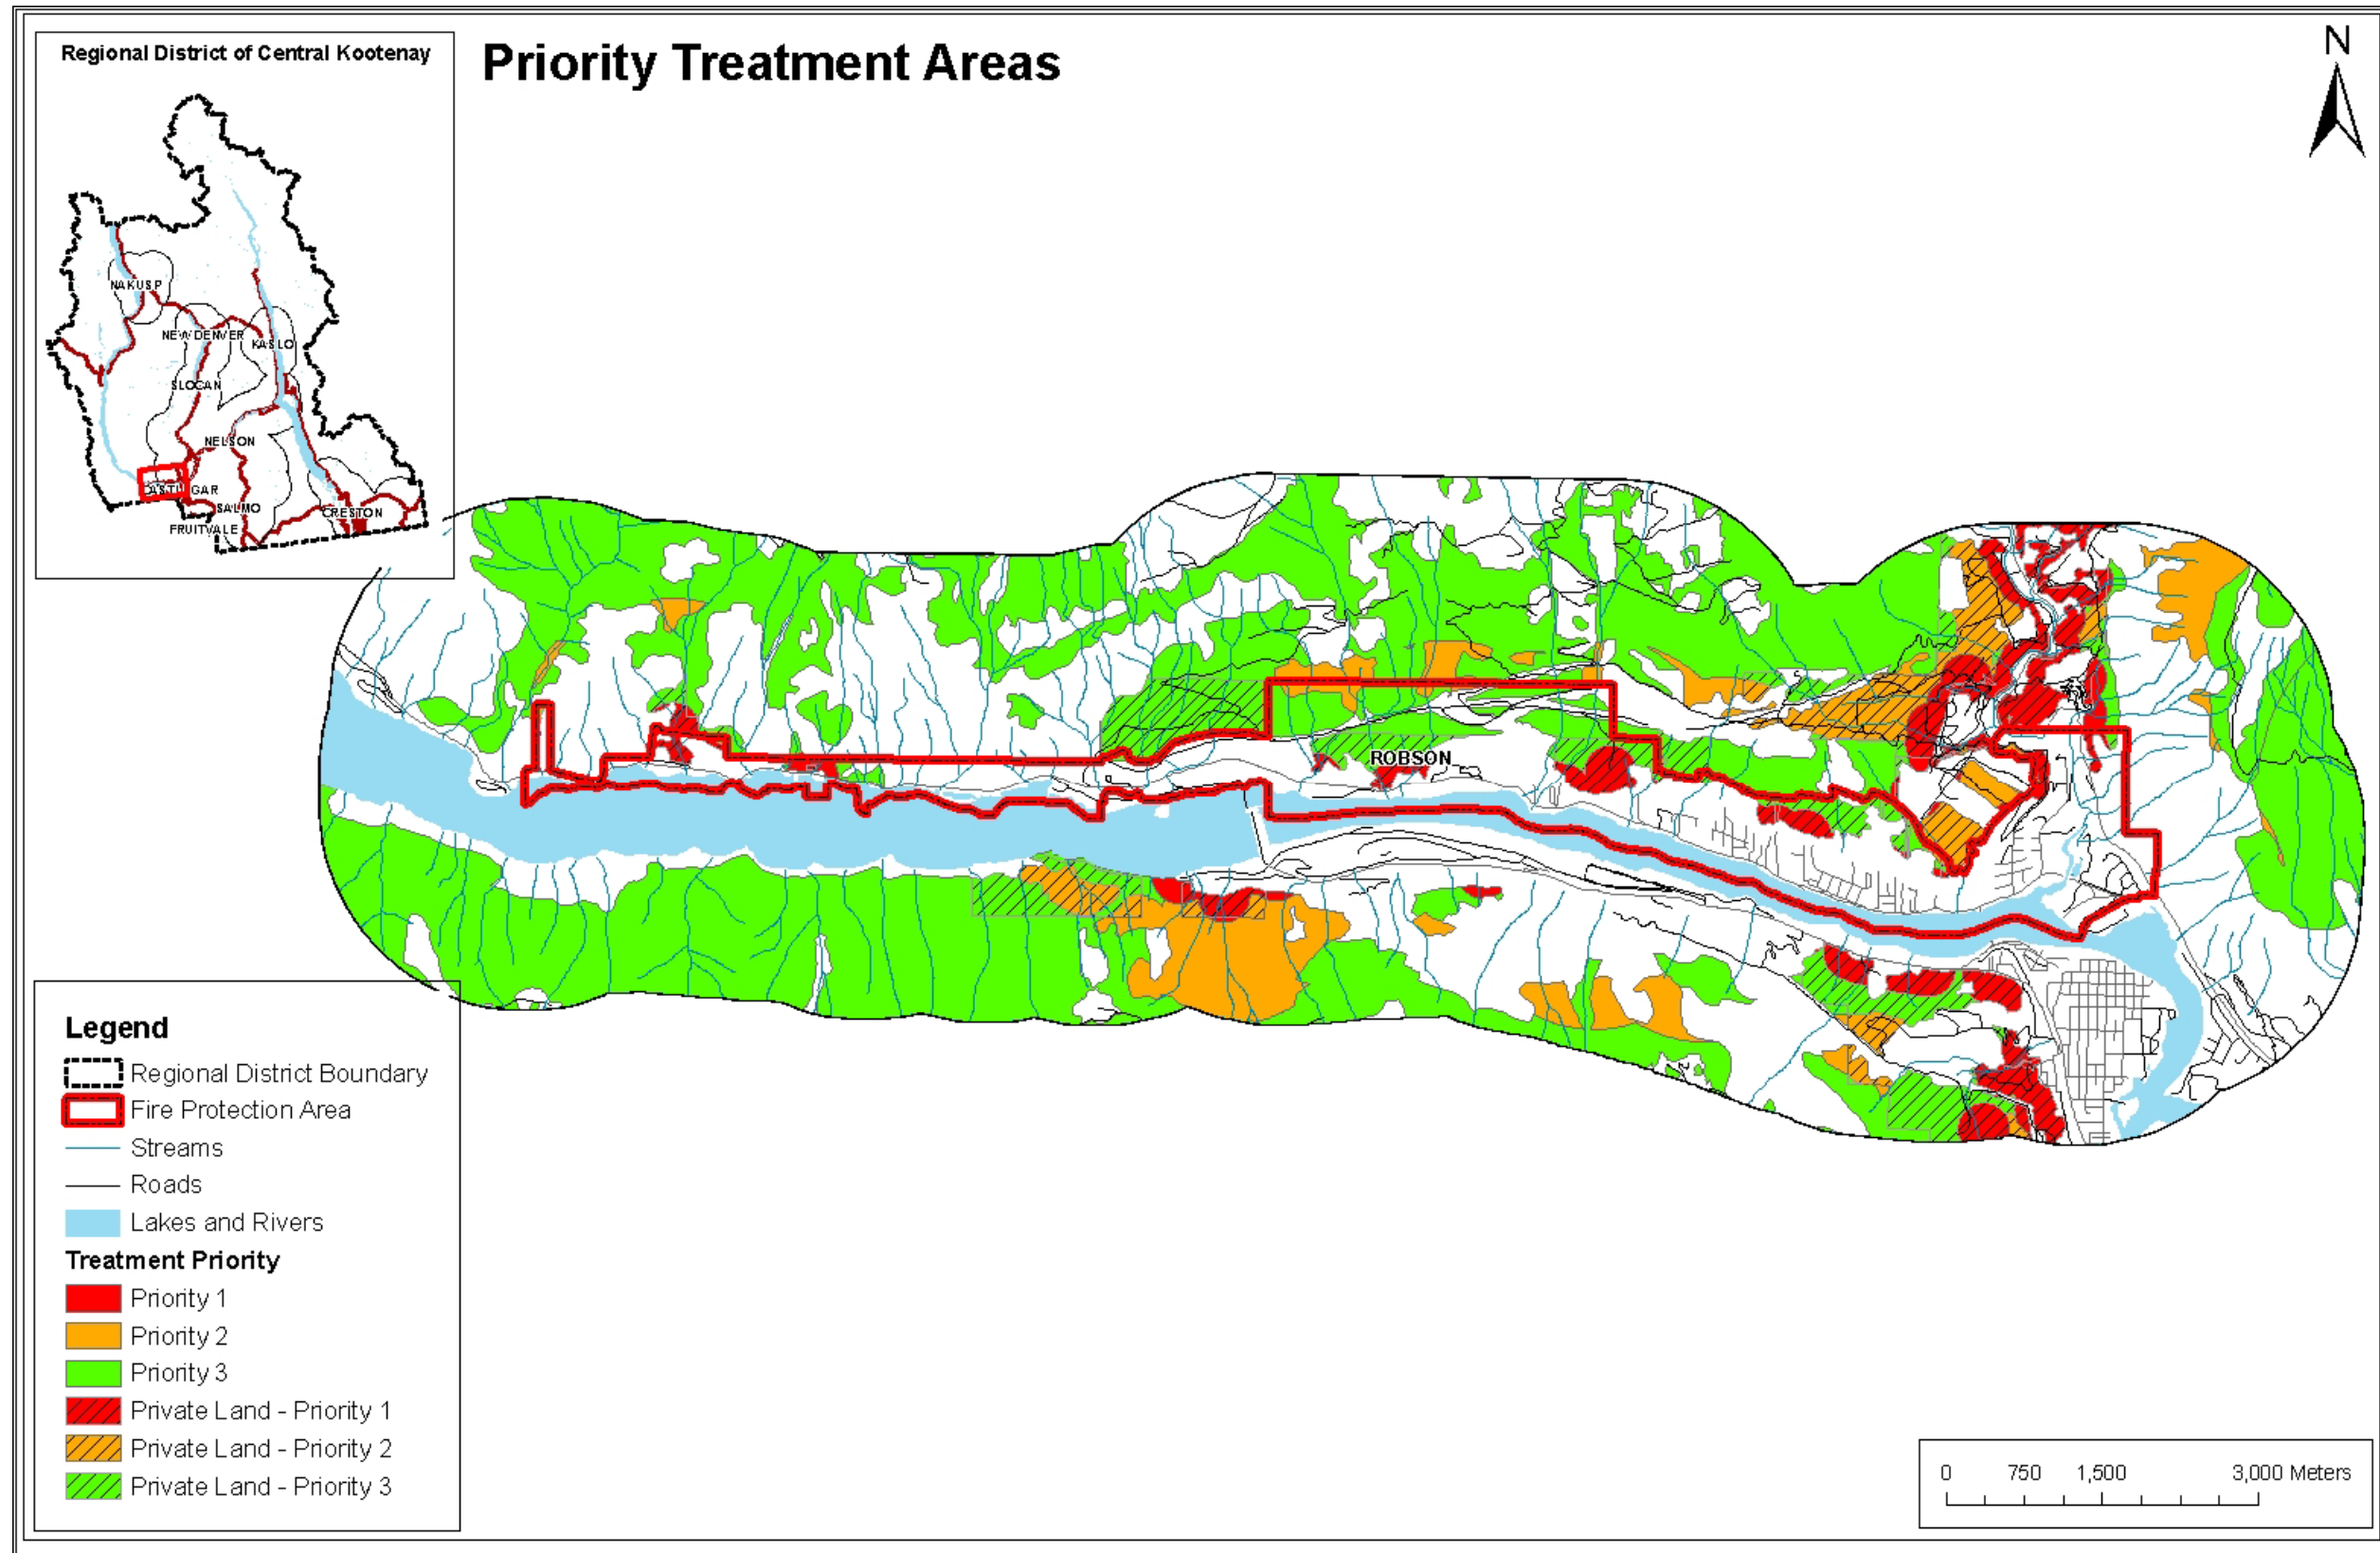 Regional District of Central Kootenay
Priority Treatment Areas
N
NAKUSP
NEW DENVER
KASLO
SLOCAN
NELSON
CASTLEGAR
SALMO
CRESTON
FRUITVALE
ROBSON
Legend
Regional District Boundary
Fire Protection Area
Streams
Roads
Lakes and Rivers
Treatment Priority
Priority 1
Priority 2
Priority 3
Private Land - Priority 1
Private Land - Priority 2
Private Land - Priority 3
0 750 1,500 3,000 Meters